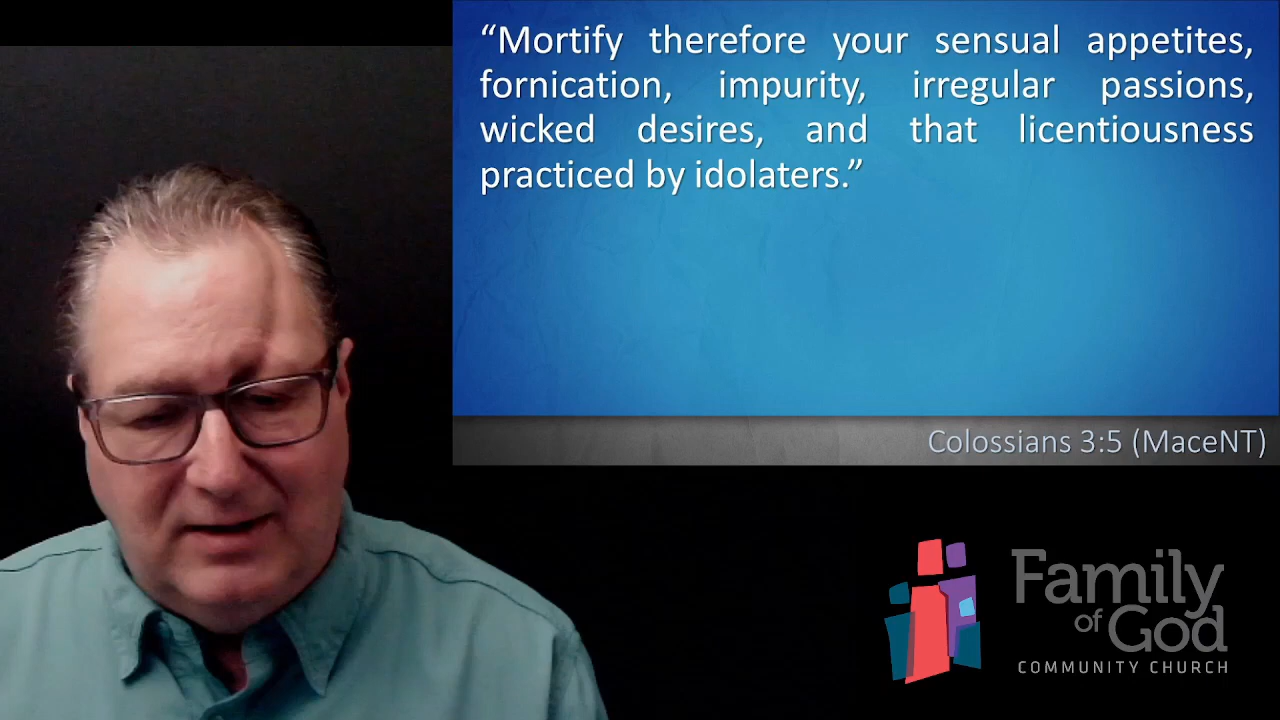 “Mortify therefore your sensual appetites,
fornication, impurity, irregular passions,
wicked desires, and that licentiousness
practiced by idolaters.”
Colossians 3:5 (MaceNT)
Family
of God
COMMUNITY CHURCH